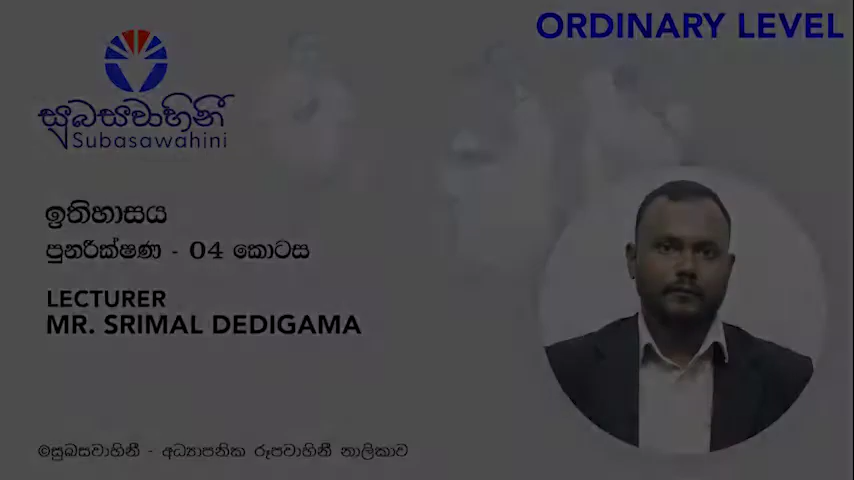 ORDINARY LEVEL
සුබසවාහිනී
Subasawahini
ඉතිහාසය
පුනරීක්ෂණ - 04 කොටස
LECTURER
MR. SRIMAL DEDIGAMA
©සුබසවාහිනී - අධ්‍යාපනික රූපවාහිනී නාලිකාව